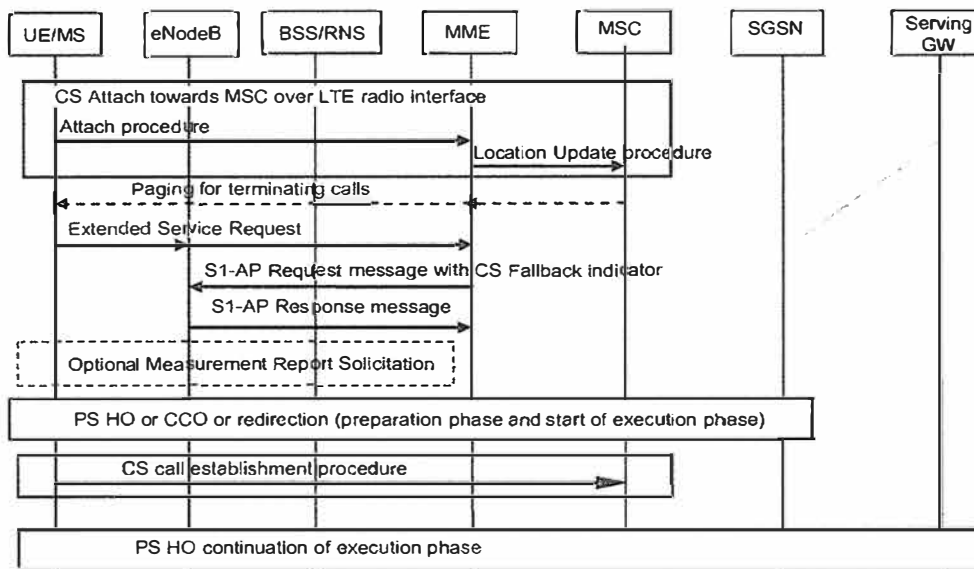 UE/MS eNodeB BSS/RNS MME MSC SGSN Serving
GW
CS Attach towards MSC over LTE radio interface
Attach procedure
Location Update procedure
Paging for terminating calls
Extended Service Request
S1-AP Request message with CS Fallback indicator
S1-AP Response message
Optional Measurement Report Solicitation
PS HO or CCO or redirection (preparation phase and start of execution phase)
CS call establishment procedure
PS HO continuation of execution phase